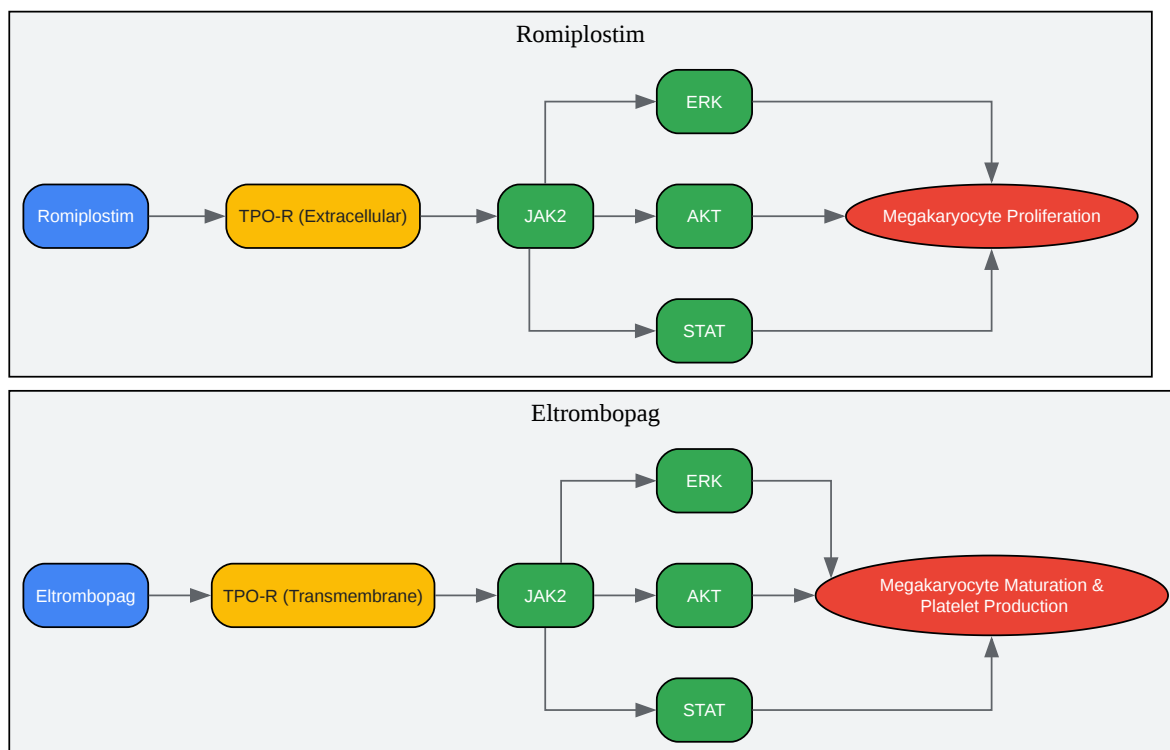 Romiplostim
ERK
Romiplostim
TPO-R (Extracellular)
JAK2
AKT
Megakaryocyte Proliferation
STAT
Eltrombopag
ERK
Eltrombopag
TPO-R (Transmembrane)
JAK2
AKT
Megakaryocyte Maturation &
Platelet Production
STAT